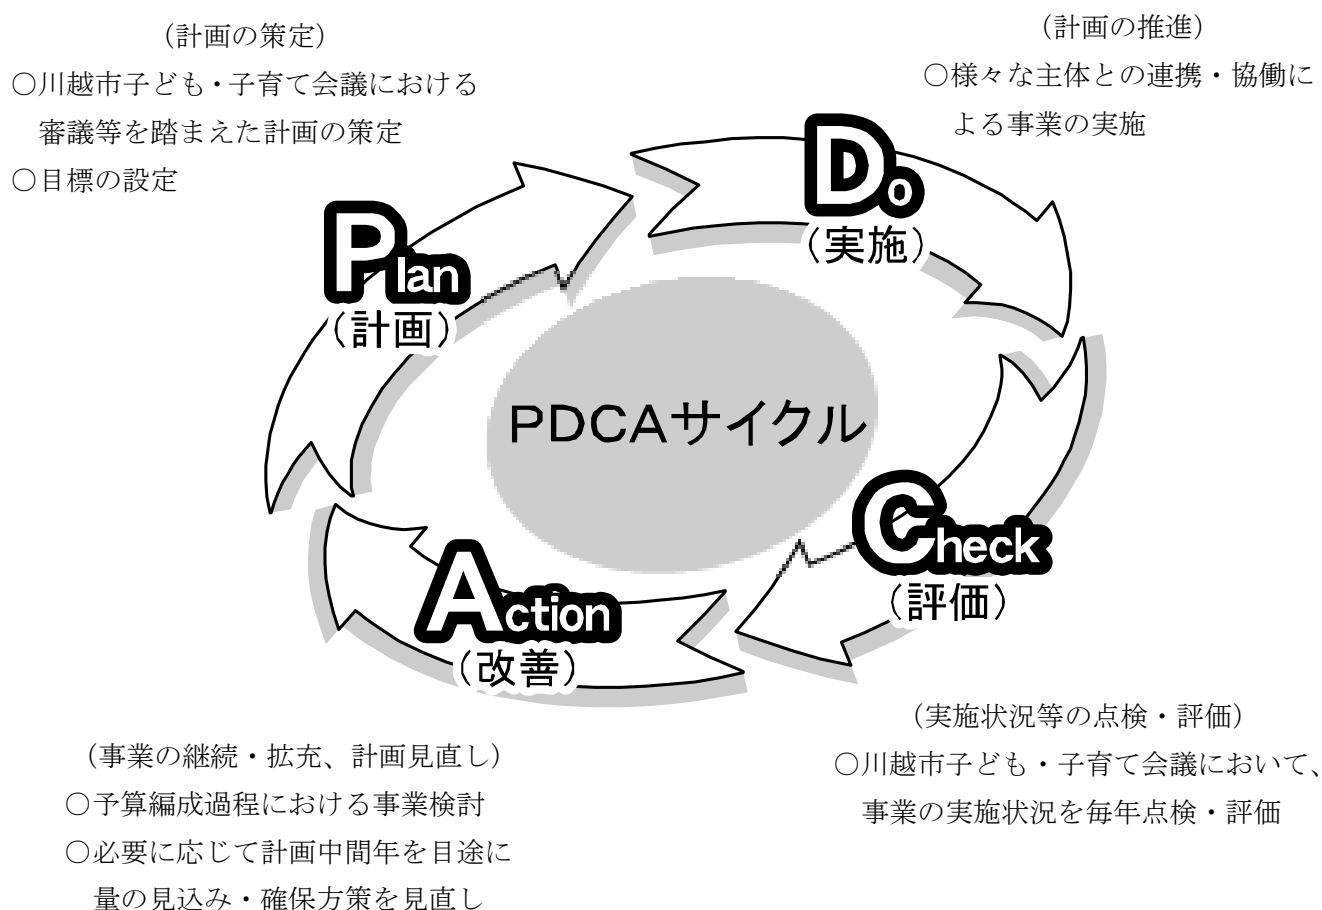 （計画の策定）
○川越市子ども・子育て会議における
審議等を踏まえた計画の策定
○目標の設定
（計画の推進）
○様々な主体との連携・協働に
よる事業の実施
Plan
（計画）
Do
（実施）
PDCAサイクル
Check
（評価）
Action
（改善）
（実施状況等の点検・評価）
○川越市子ども・子育て会議において、
事業の実施状況を毎年点検・評価
（事業の継続・拡充、計画見直し）
○予算編成過程における事業検討
○必要に応じて計画中間年を目途に
量の見込み・確保方策を見直し